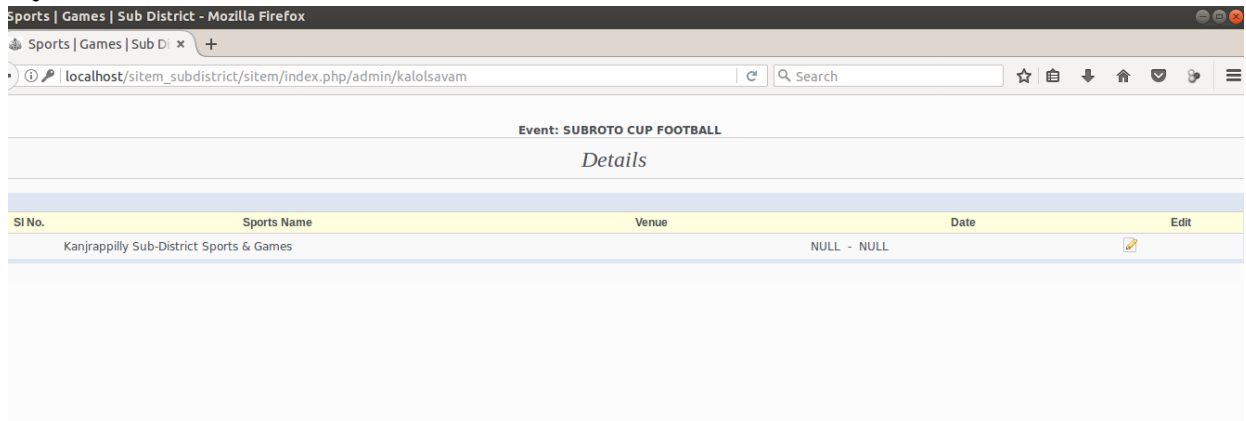 Sports | Games | Sub District - Mozilla Firefox
Sports | Games | Sub Di
localhost/sitem_subdistrict/sitem/index.php/admin/kalolsavam Search
Event: SUBROTO CUP FOOTBALL
Details
Sl No. Sports Name Venue Date Edit
Kanjrappilly Sub-District Sports & Games NULL - NULL